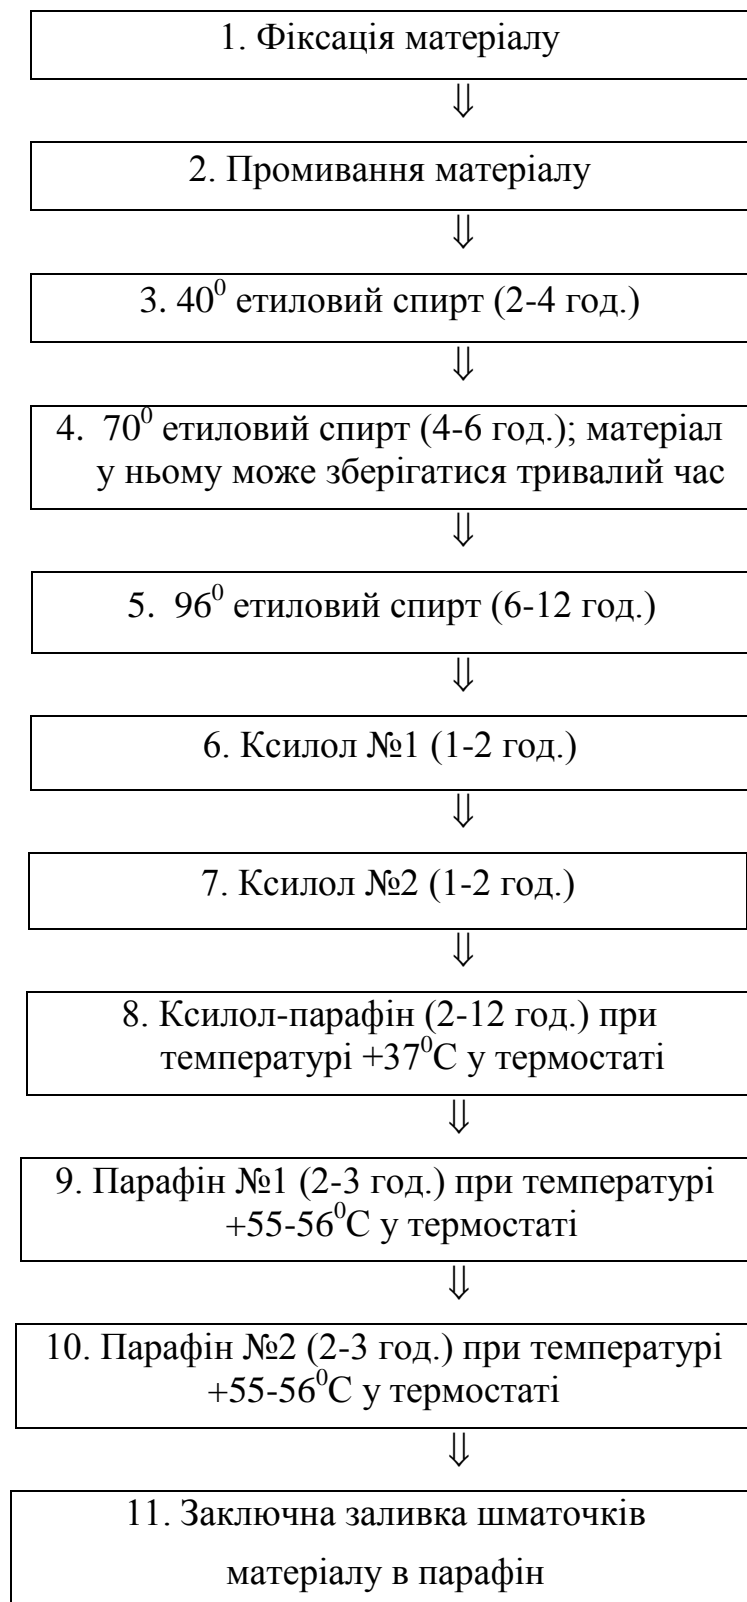 1. Фіксація матеріалу
⇓
2. Промивання матеріалу
⇓
3. 40⁰ етиловий спирт (2-4 год.)
⇓
4. 70⁰ етиловий спирт (4-6 год.); матеріал
у ньому може зберігатися тривалий час
⇓
5. 96⁰ етиловий спирт (6-12 год.)
⇓
6. Ксилол №1 (1-2 год.)
⇓
7. Ксилол №2 (1-2 год.)
⇓
8. Ксилол-парафін (2-12 год.) при
температурі +37⁰С у термостаті
⇓
9. Парафін №1 (2-3 год.) при температурі
+55-56⁰С у термостаті
⇓
10. Парафін №2 (2-3 год.) при температурі
+55-56⁰С у термостаті
⇓
11. Заключна заливка шматочків
матеріалу в парафін